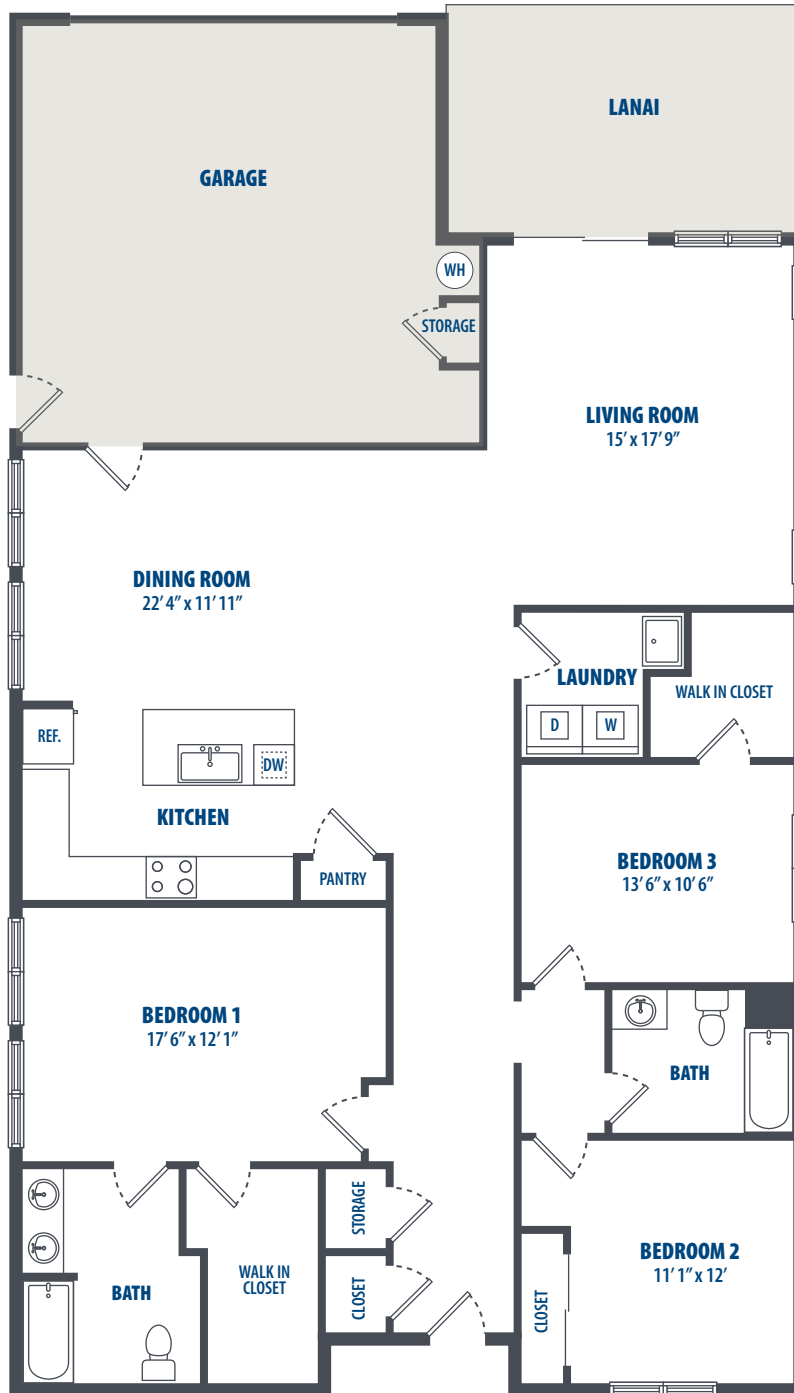 LANAI
GARAGE
WH
STORAGE
LIVING ROOM
15’ x 17’ 9”
DINING ROOM
22’ 4” x 11’ 11”
LAUNDRY
WALK IN CLOSET
D
W
REF.
DW
KITCHEN
PANTRY
BEDROOM 3
13’ 6” x 10’ 6”
BEDROOM 1
17’ 6” x 12’ 1”
BATH
STORAGE
BEDROOM 2
11’ 1” x 12’
WALK IN
CLOSET
BATH
CLOSET
CLOSET